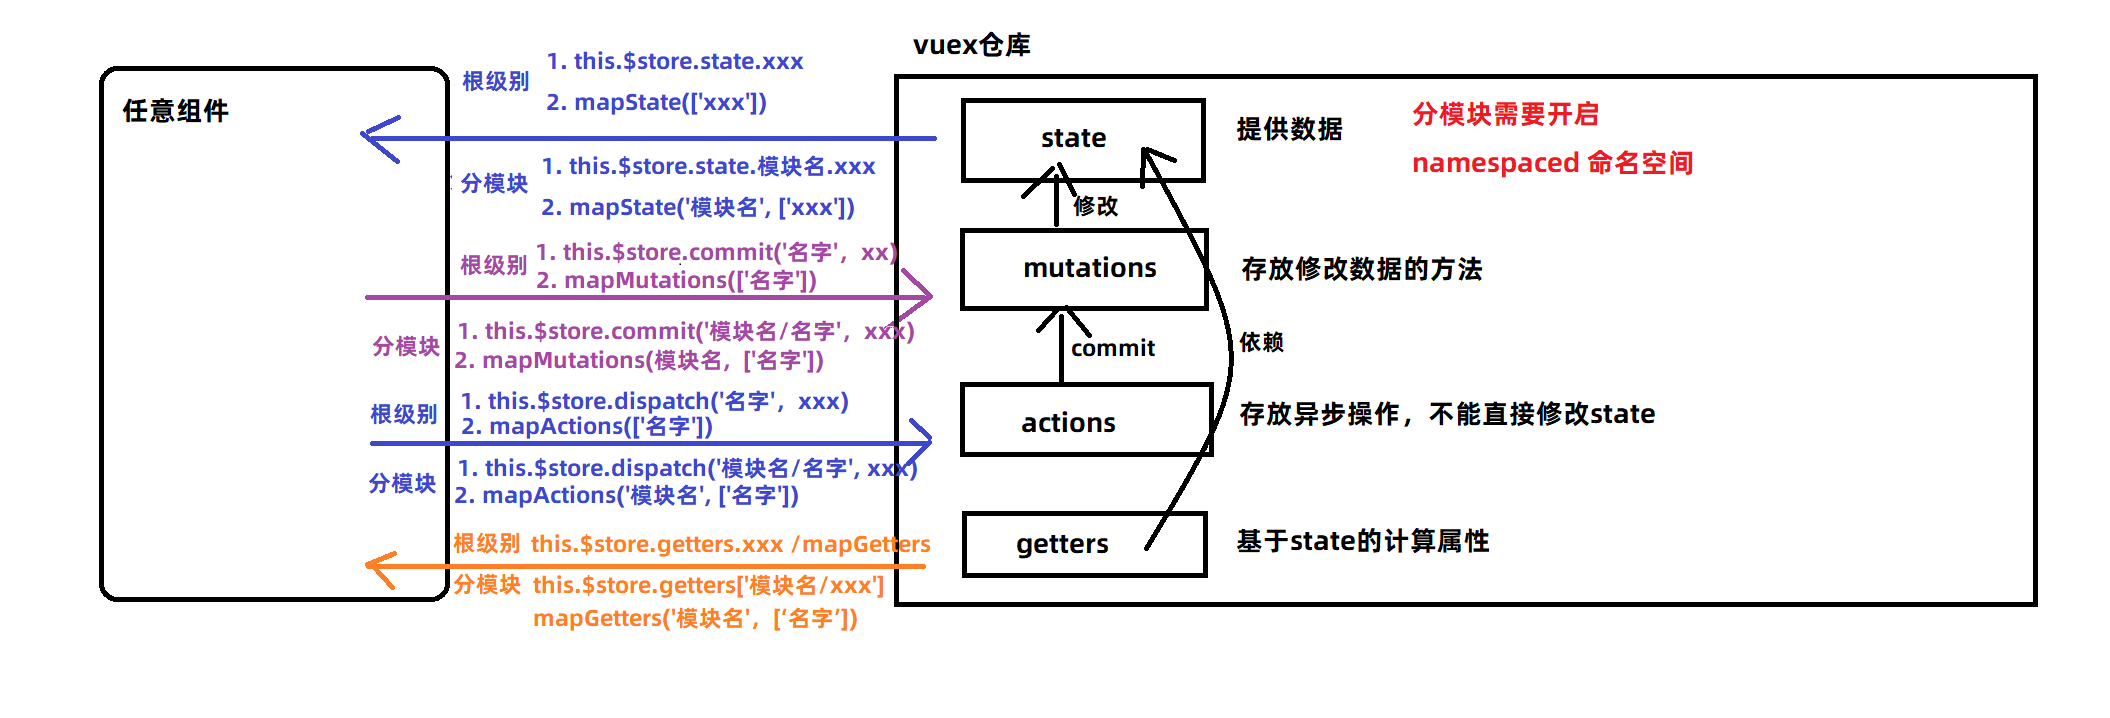 vuex仓库
任意组件
根级别
1. this.$store.state.xxx
2. mapState(['xxx'])
分模块
1. this.$store.state.模块名.xxx
2. mapState('模块名', ['xxx'])
根级别
1. this.$store.commit('名字'，xx)
2. mapMutations(['名字'])
分模块
1. this.$store.commit('模块名/名字'，xxx)
2. mapMutations(模块名，['名字'])
根级别
1. this.$store.dispatch('名字'，xxx)
2. mapActions(['名字'])
分模块
1. this.$store.dispatch('模块名/名字', xxx)
2. mapActions('模块名', ['名字'])
根级别 this.$store.getters.xxx /mapGetters
分模块 this.$store.getters['模块名/xxx']
mapGetters('模块名'，[‘名字’])
state
提供数据
分模块需要开启
namespaced 命名空间
修改
mutations
存放修改数据的方法
commit
依赖
actions
存放异步操作，不能直接修改state
getters
基于state的计算属性